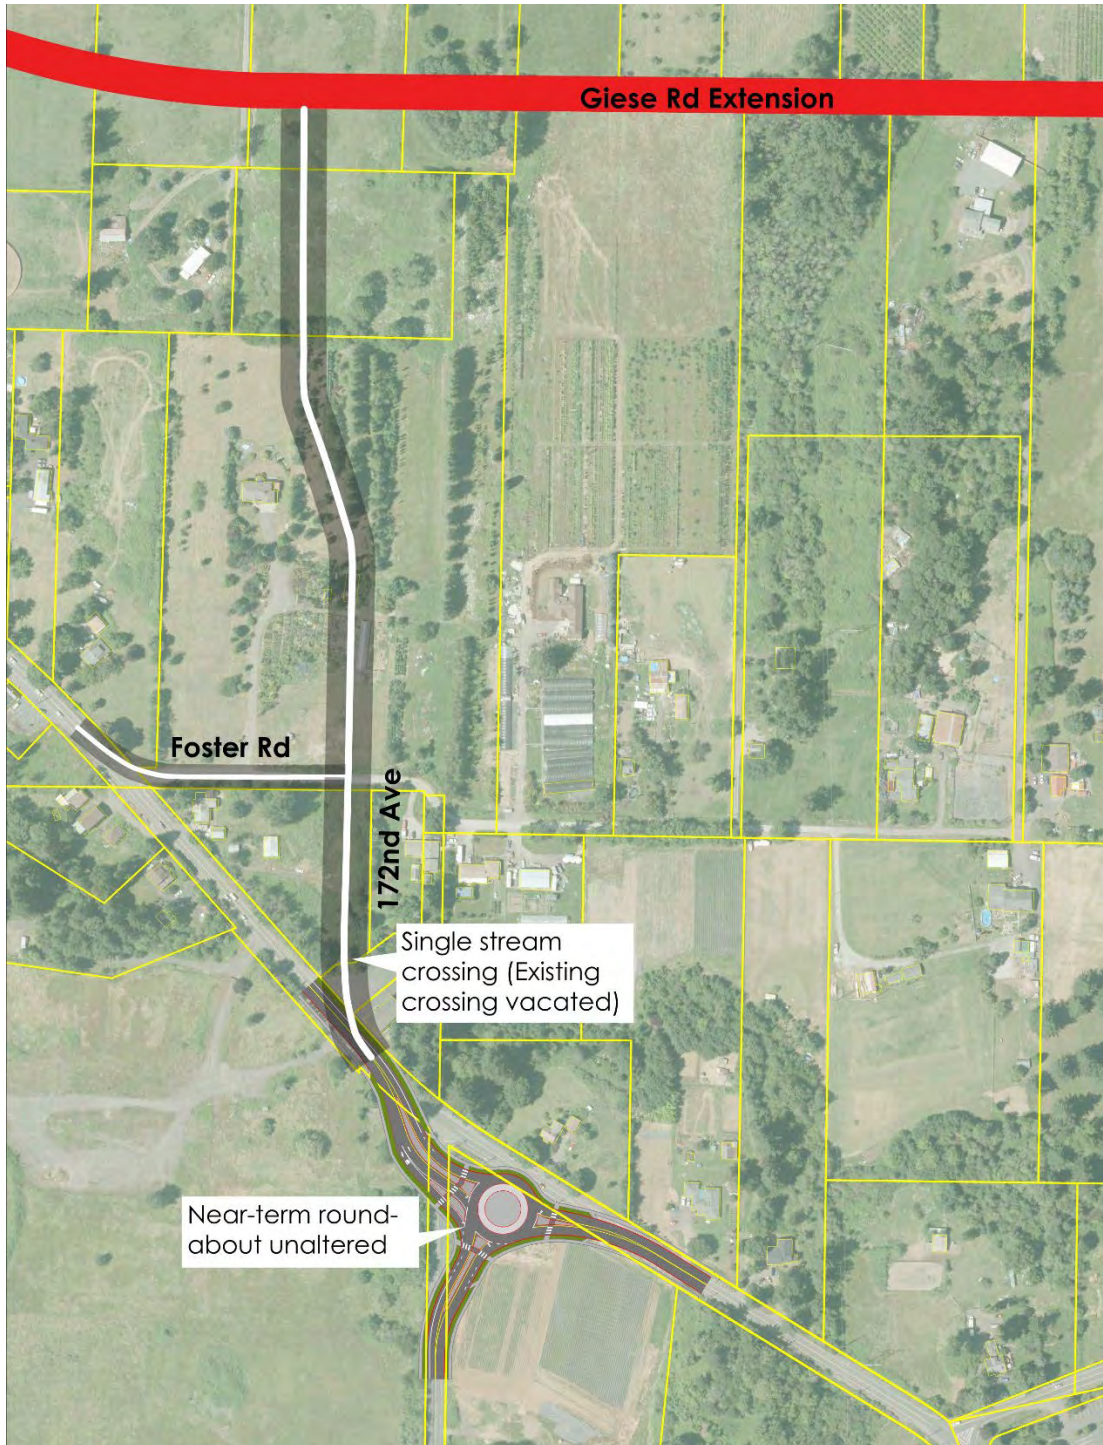 Giese Rd Extension
Foster Rd
172nd Ave
Single stream
crossing (Existing
crossing vacated)
Near-term round-
about unaltered